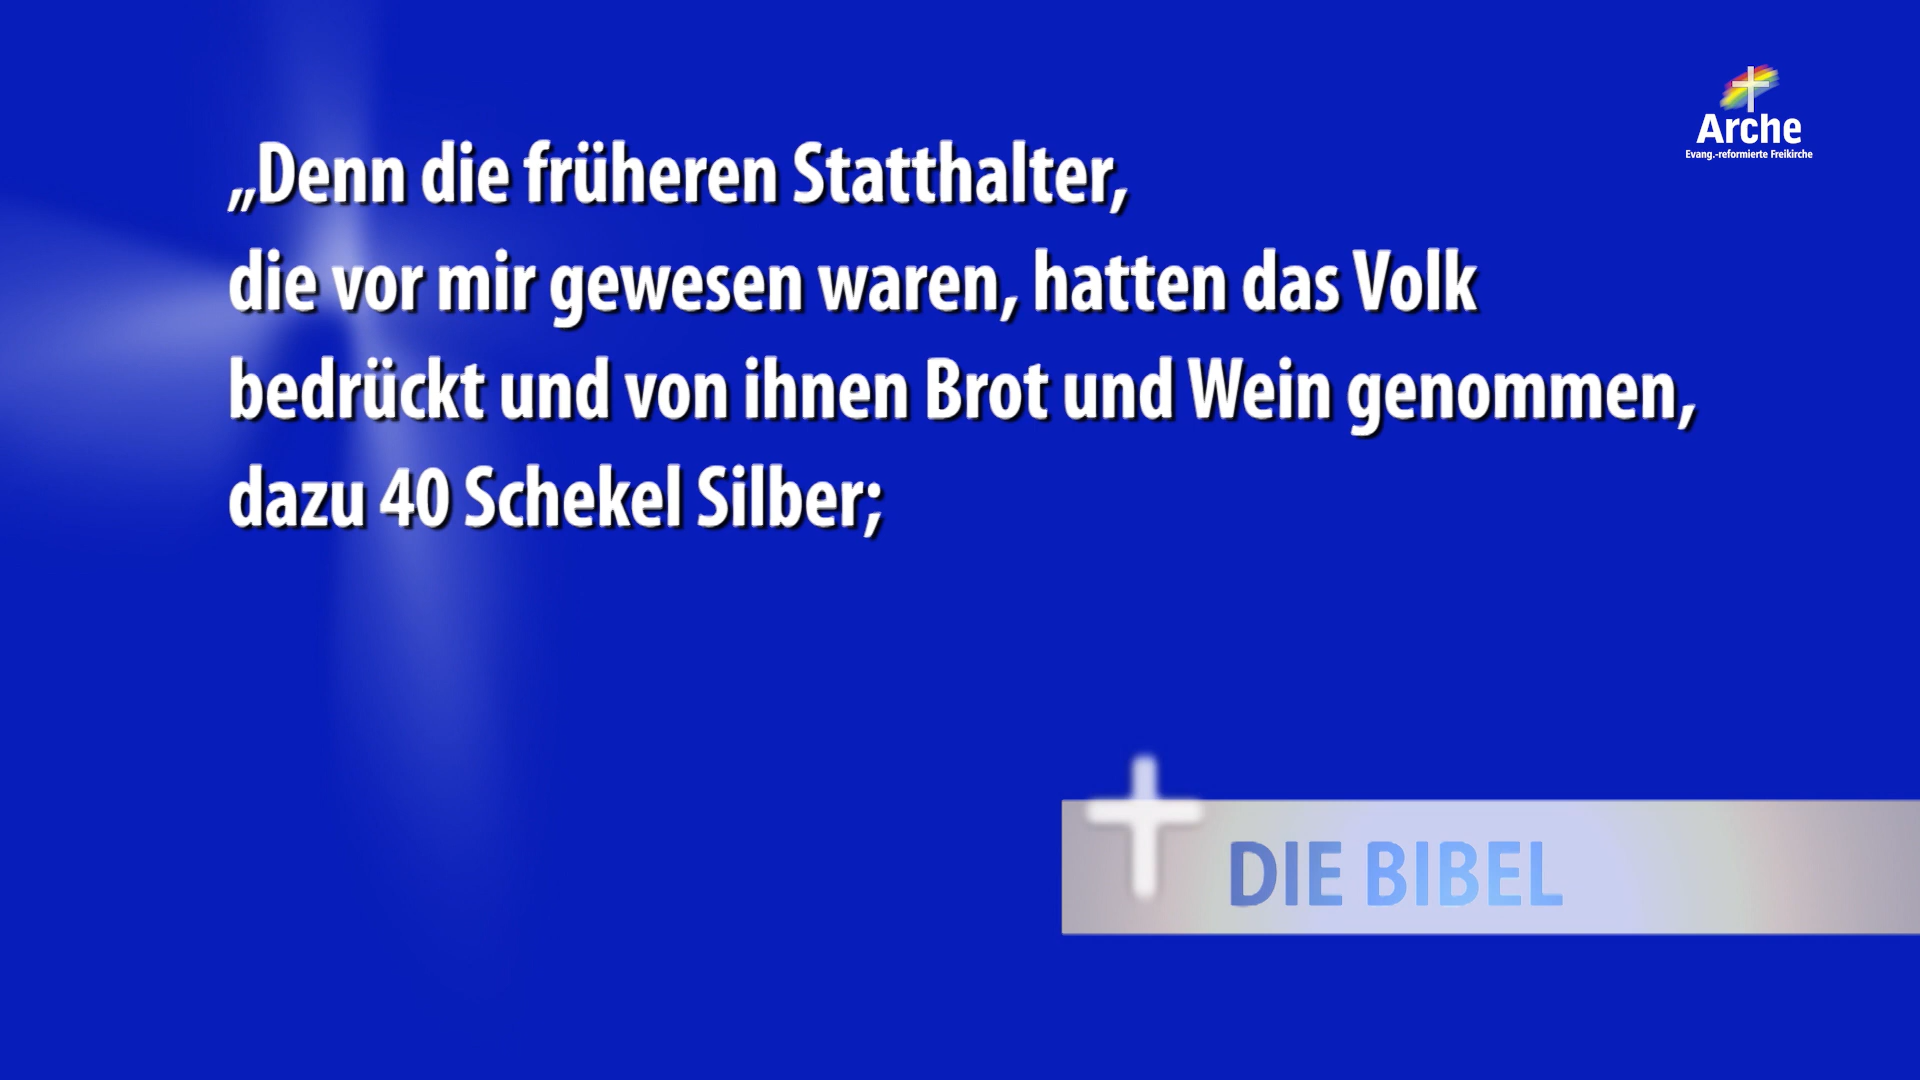 Arche
Evang.-reformierte Freikirche
„Denn die früheren Statthalter,
die vor mir gewesen waren, hatten das Volk
bedrückt und von ihnen Brot und Wein genommen,
dazu 40 Schekel Silber;
DIE BIBEL